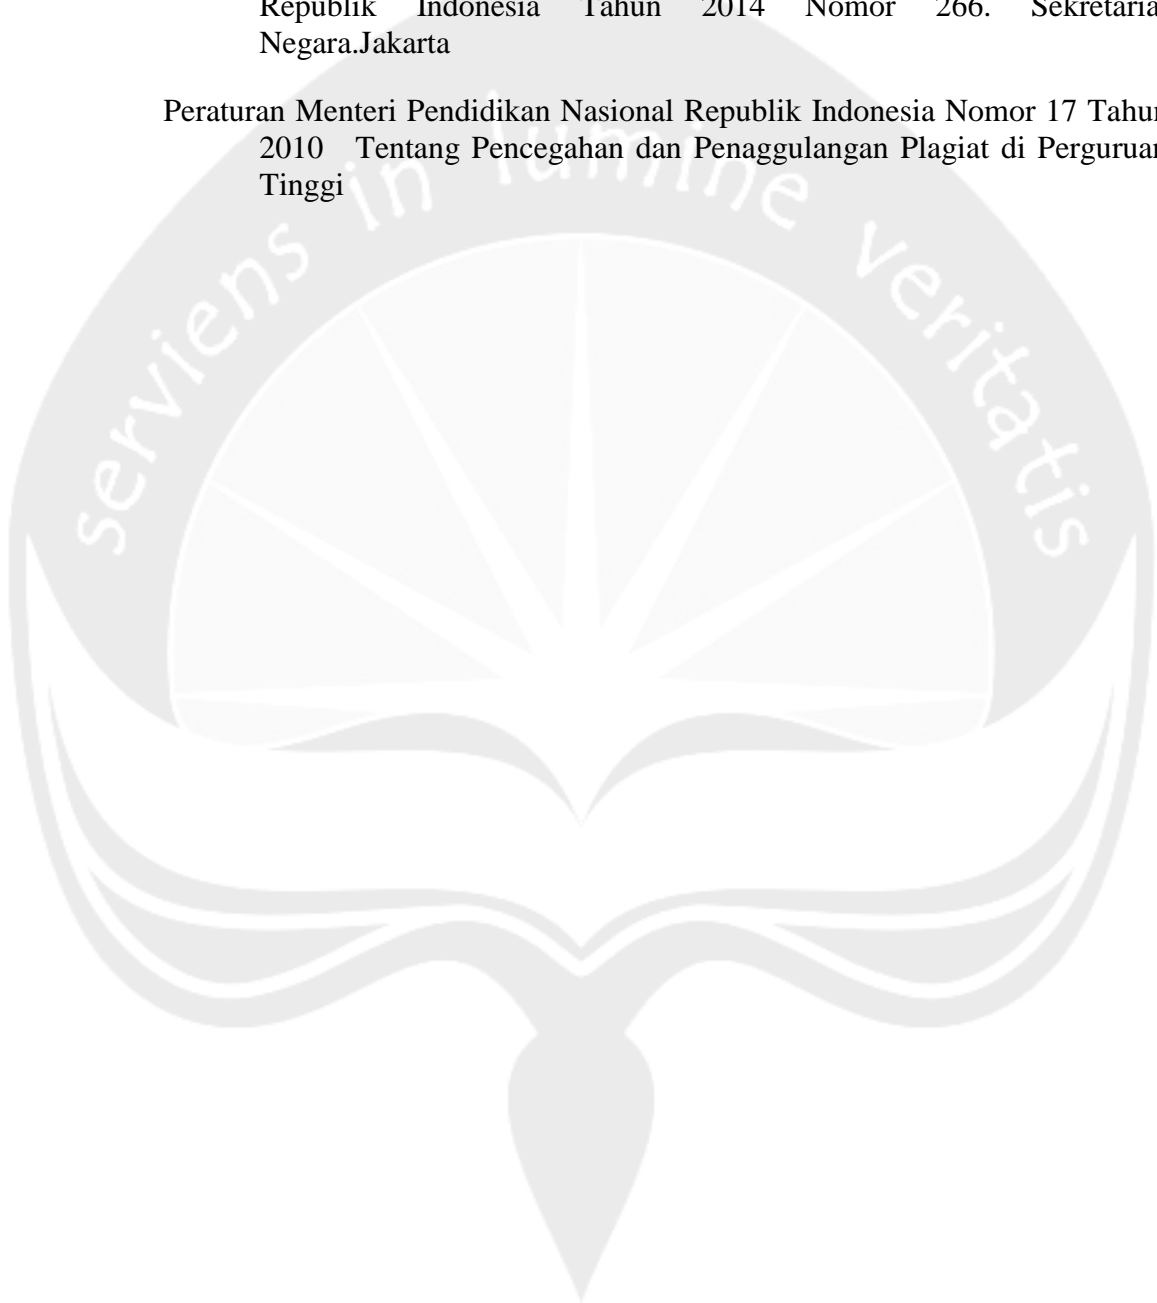 Republik Indonesia Tahun 2014 Nomor 266. Sekretaria
Negara.Jakarta
Peraturan Menteri Pendidikan Nasional Republik Indonesia Nomor 17 Tahun
2010 Tentang Pencegahan dan Penaggulangan Plagiat di Perguruan
Tinggi
serviens in lumine veritatis